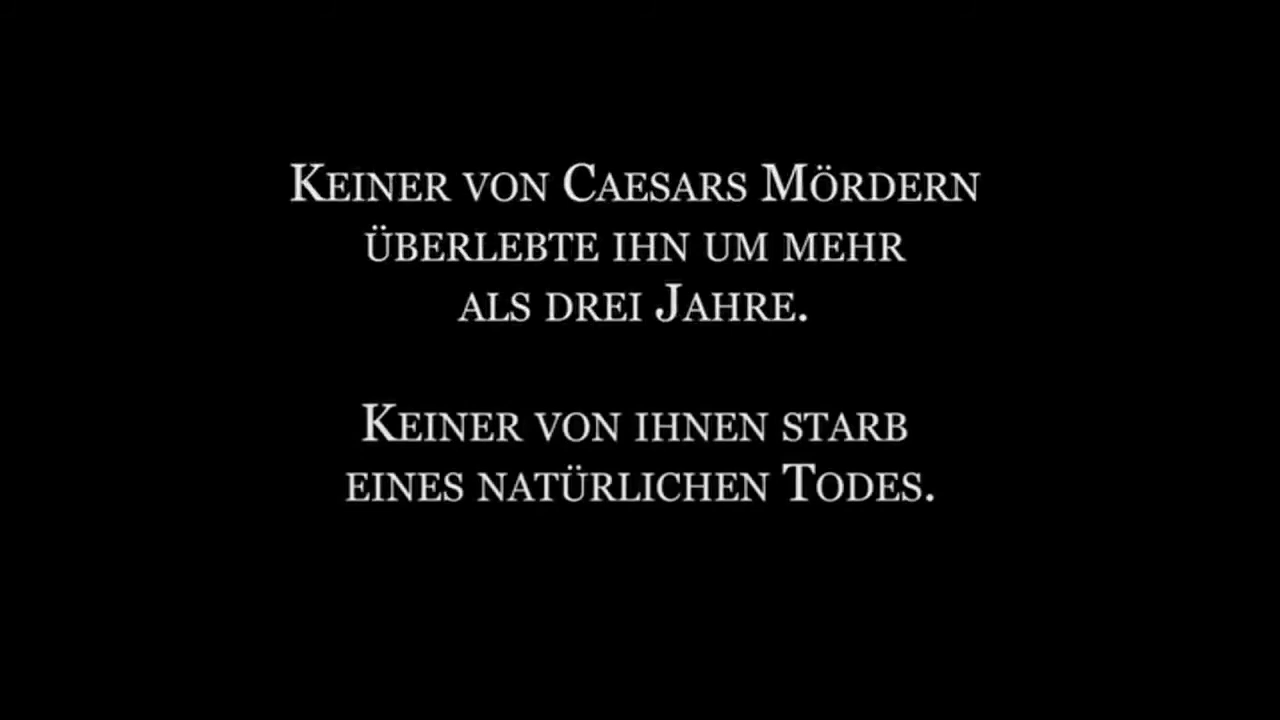 Keiner von Caesars Mördern
überlebte ihn um mehr
als drei Jahre.
Keiner von ihnen starb
eines natürlichen Todes.